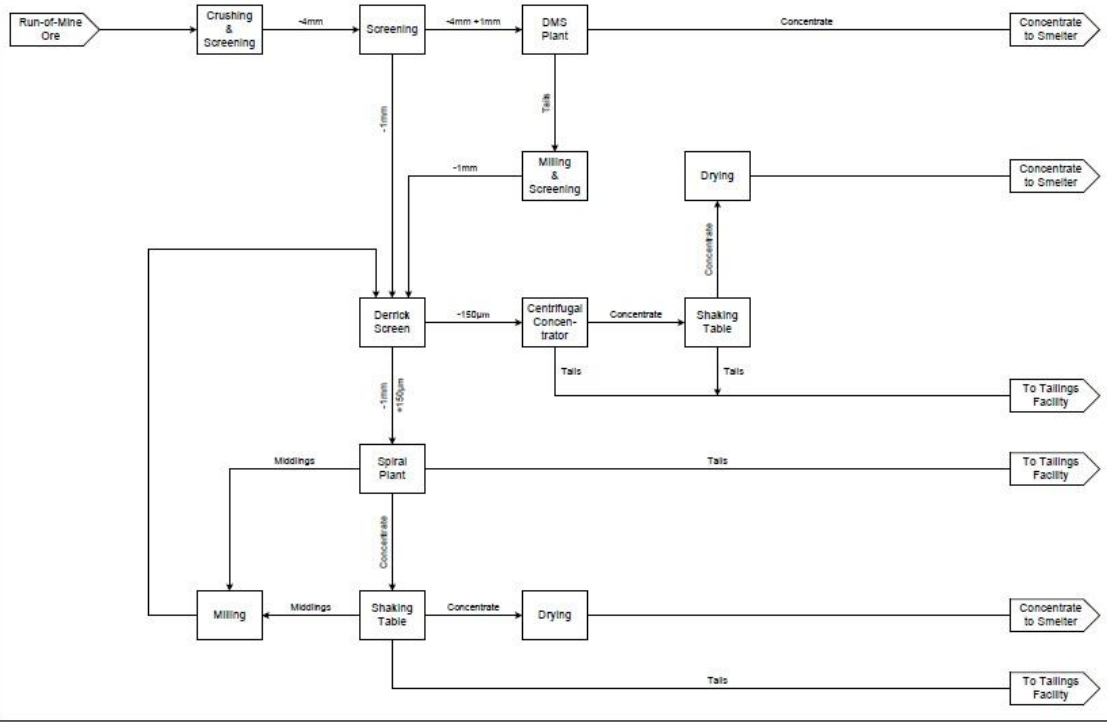 Run-of-Mine
Ore
Crushing
&
Screening
-4mm
Screening
-4mm +1mm
DMS
Plant
Concentrate
Concentrate
to Smelter
-1mm
Tails
-1mm
Milling
&
Screening
Drying
Concentrate
to Smelter
Concentrate
Derrick
Screen
-150µm
Centrifugal
Concen-
trator
Concentrate
Shaking
Table
Tails
Tails
To Tailings
Facility
-1mm
+150µm
Middlings
Spiral
Plant
Tails
To Tailings
Facility
Concentrate
Milling
Middlings
Shaking
Table
Concentrate
Drying
Concentrate
to Smelter
Tails
To Tailings
Facility